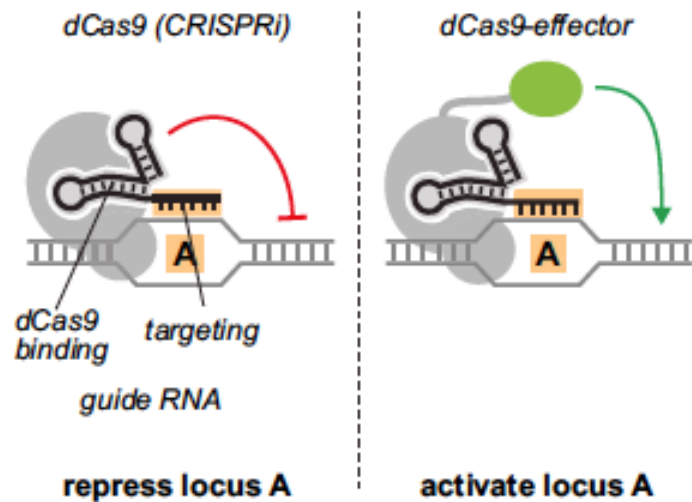 dCas9 (CRISPRi)
A
dCas9
binding
targeting
guide RNA
repress locus A
dCas9-effector
A
activate locus A